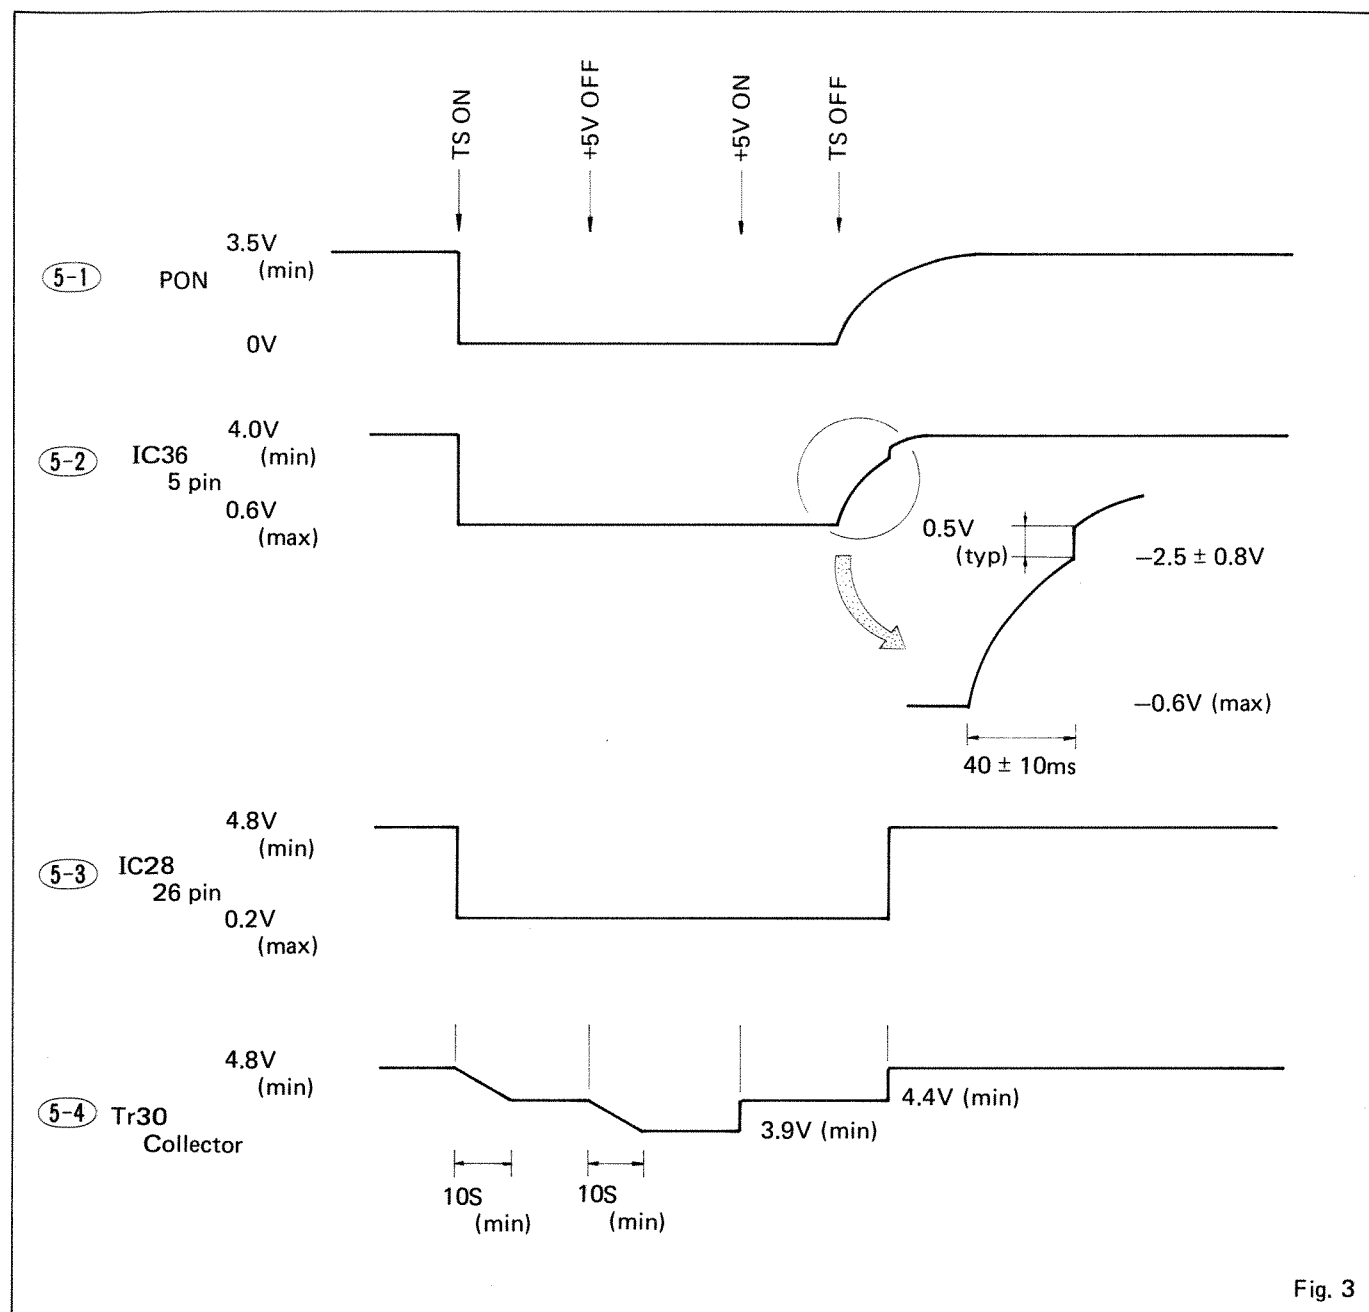 TS ON
+5V OFF
+5V ON
TS OFF
3.5V
(min)
5-1 PON
0V
4.0V
(min)
5-2 IC36
5 pin
0.6V
(max)
0.5V
(typ)
−2.5 ± 0.8V
−0.6V (max)
40 ± 10ms
4.8V
(min)
5-3 IC28
26 pin
0.2V
(max)
4.8V
(min)
5-4 Tr30
Collector
4.4V (min)
3.9V (min)
10S
(min)
10S
(min)
Fig. 3